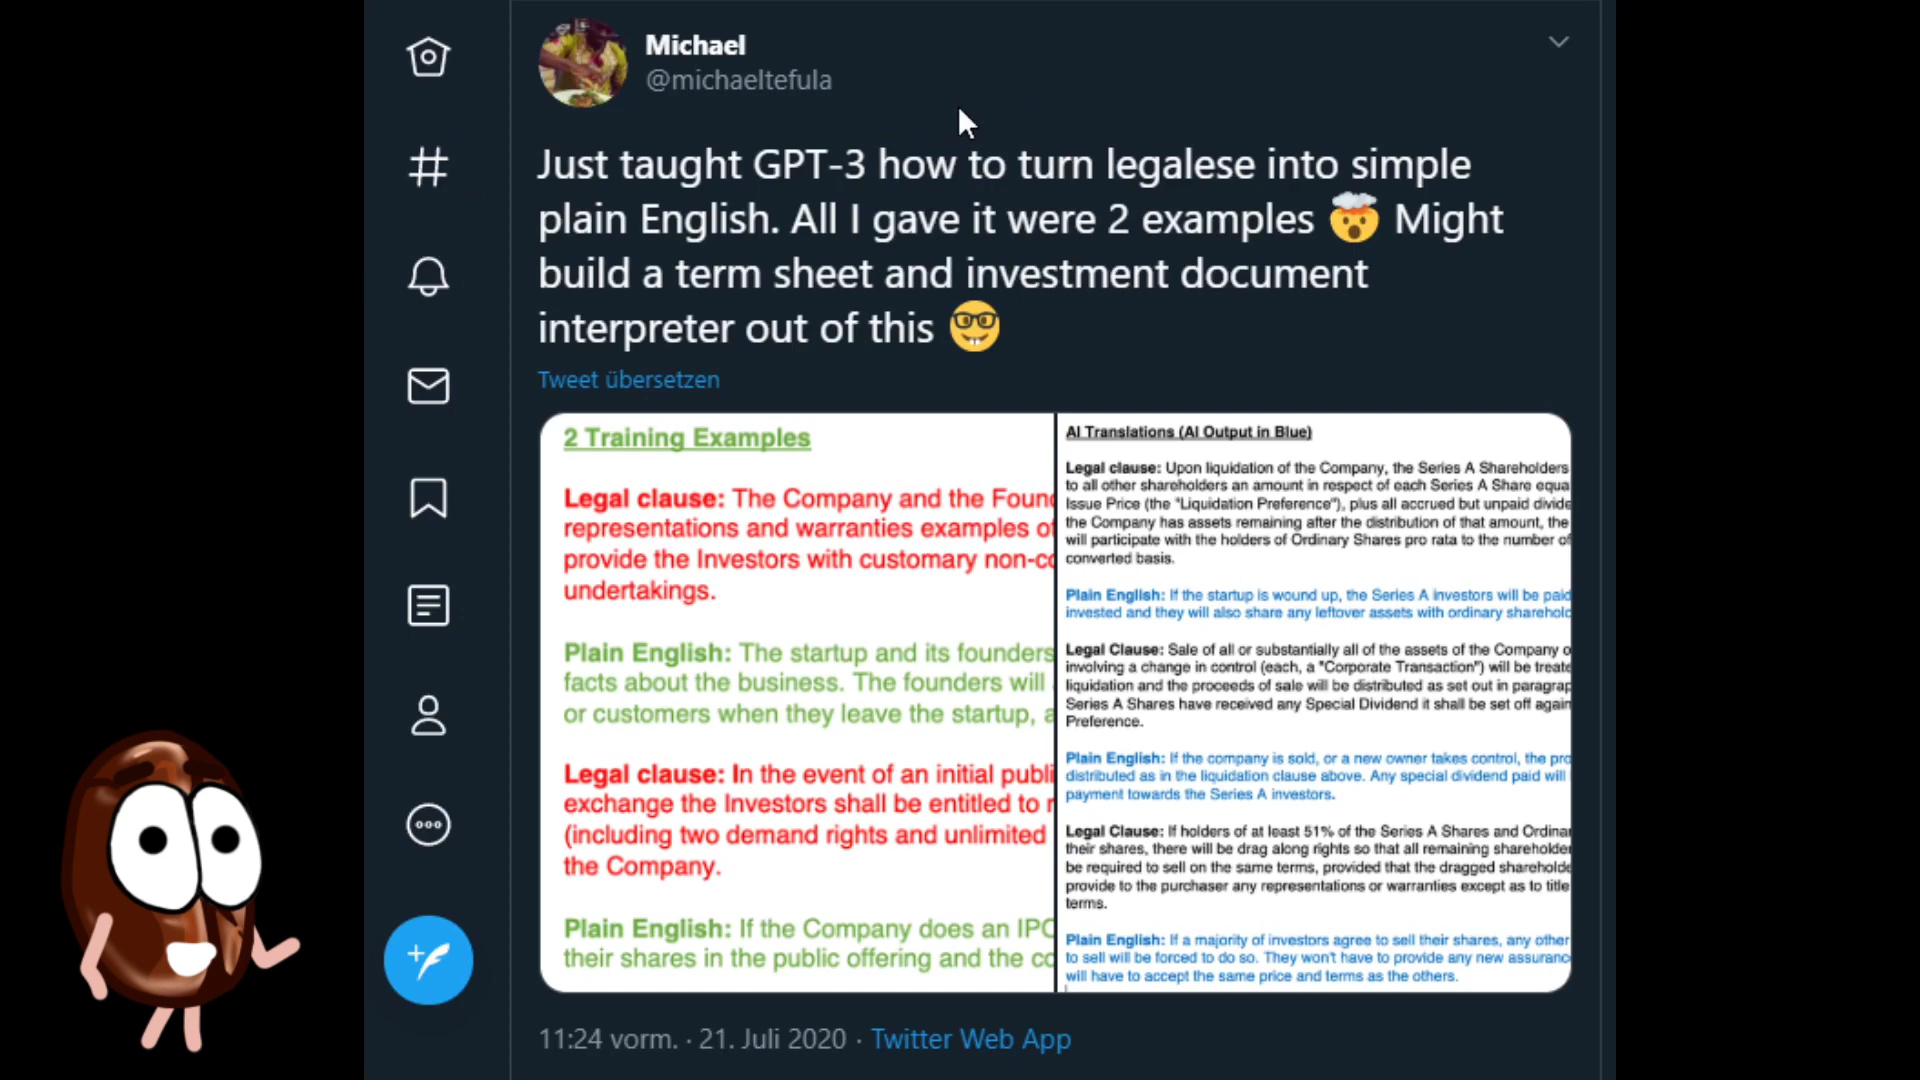 Michael
@michaeltefula
Just taught GPT-3 how to turn legalese into simple
plain English. All I gave it were 2 examples 🤯 Might
build a term sheet and investment document
interpreter out of this 🤓
Tweet übersetzen
2 Training Examples
Legal clause: The Company and the Found
representations and warranties examples of
provide the Investors with customary non-co
undertakings.
Plain English: The startup and its founders
facts about the business. The founders will
or customers when they leave the startup, a
Legal clause: In the event of an initial publi
exchange the Investors shall be entitled to r
(including two demand rights and unlimited
the Company.
Plain English: If the Company does an IPO
their shares in the public offering and the co
AI Translations (AI Output in Blue)
Legal clause: Upon liquidation of the Company, the Series A Shareholders
to all other shareholders an amount in respect of each Series A Share equa
Issue Price (the "Liquidation Preference"), plus all accrued but unpaid divide
the Company has assets remaining after the distribution of that amount, the
will participate with the holders of Ordinary Shares pro rata to the number of
converted basis.
Plain English: If the startup is wound up, the Series A investors will be paid
invested and they will also share any leftover assets with ordinary sharehold
Legal Clause: Sale of all or substantially all of the assets of the Company o
involving a change in control (each, a "Corporate Transaction") will be treate
liquidation and the proceeds of sale will be distributed as set out in paragrap
Series A Shares have received any Special Dividend it shall be set off again
Preference.
Plain English: If the company is sold, or a new owner takes control, the pro
distributed as in the liquidation clause above. Any special dividend paid will
payment towards the Series A investors.
Legal Clause: If holders of at least 51% of the Series A Shares and Ordinar
their shares, there will be drag along rights so that all remaining shareholder
be required to sell on the same terms, provided that the dragged shareholde
provide to the purchaser any representations or warranties except as to title
terms.
Plain English: If a majority of investors agree to sell their shares, any other
to sell will be forced to do so. They won't have to provide any new assuranc
will have to accept the same price and terms as the others.
11:24 vorm. · 21. Juli 2020 · Twitter Web App